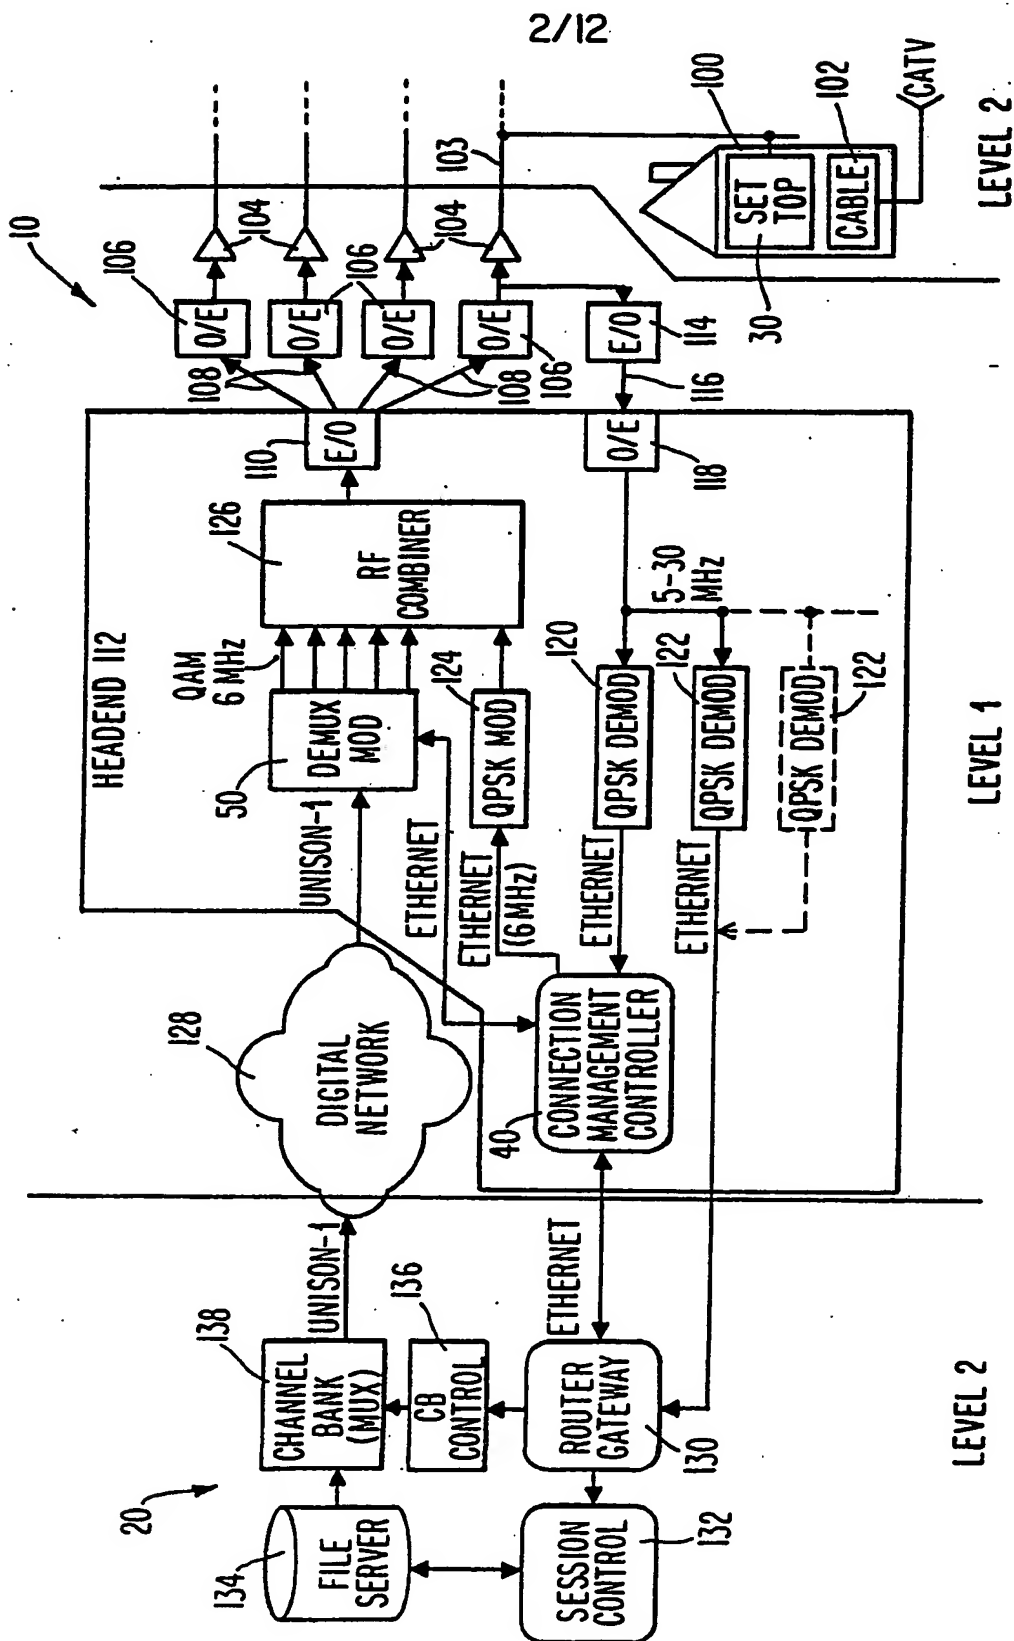 2/12
10
106
O/E
O/E
106
O/E
O/E
106
108
108
104
104
103
E/O
114
116
100
SET
TOP
30
CABLE
102
CATV
LEVEL 2
HEADEND 112
110
E/O
126
RF
COMBINER
QAM
6 MHz
50
DEMUX
MOD
124
QPSK MOD
UNISON-1
ETHERNET
ETHERNET
(6MHz)
O/E
118
5-30
MHz
120
QPSK DEMOD
122
QPSK DEMOD
QPSK DEMOD
122
ETHERNET
ETHERNET
128
DIGITAL
NETWORK
40
CONNECTION
MANAGEMENT
CONTROLLER
LEVEL 1
UNISON-1
ETHERNET
20
134
FILE
SERVER
138
CHANNEL
BANK
(MUX)
136
CB
CONTROL
ROUTER
GATEWAY
130
SESSION
CONTROL
132
LEVEL 2